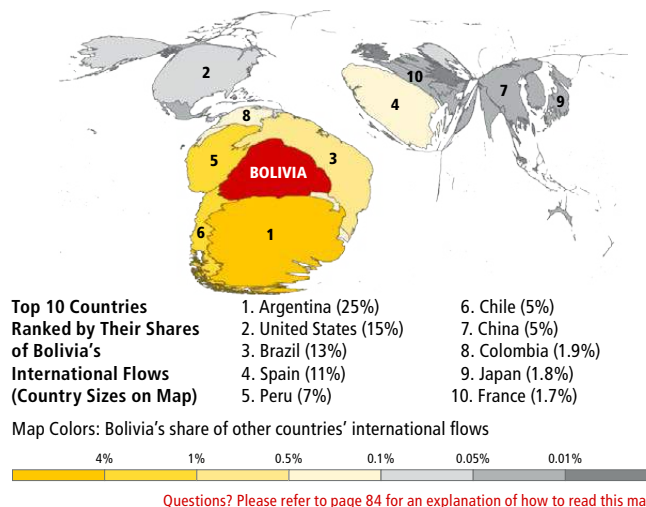 2
10
4
7
9
8
5
3
BOLIVIA
6
1
Top 10 Countries
Ranked by Their Shares
of Bolivia's
International Flows
(Country Sizes on Map)
1. Argentina (25%)
2. United States (15%)
3. Brazil (13%)
4. Spain (11%)
5. Peru (7%)
6. Chile (5%)
7. China (5%)
8. Colombia (1.9%)
9. Japan (1.8%)
10. France (1.7%)
Map Colors: Bolivia's share of other countries' international flows
4% 1% 0.5% 0.1% 0.05% 0.01%
Questions? Please refer to page 84 for an explanation of how to read this ma